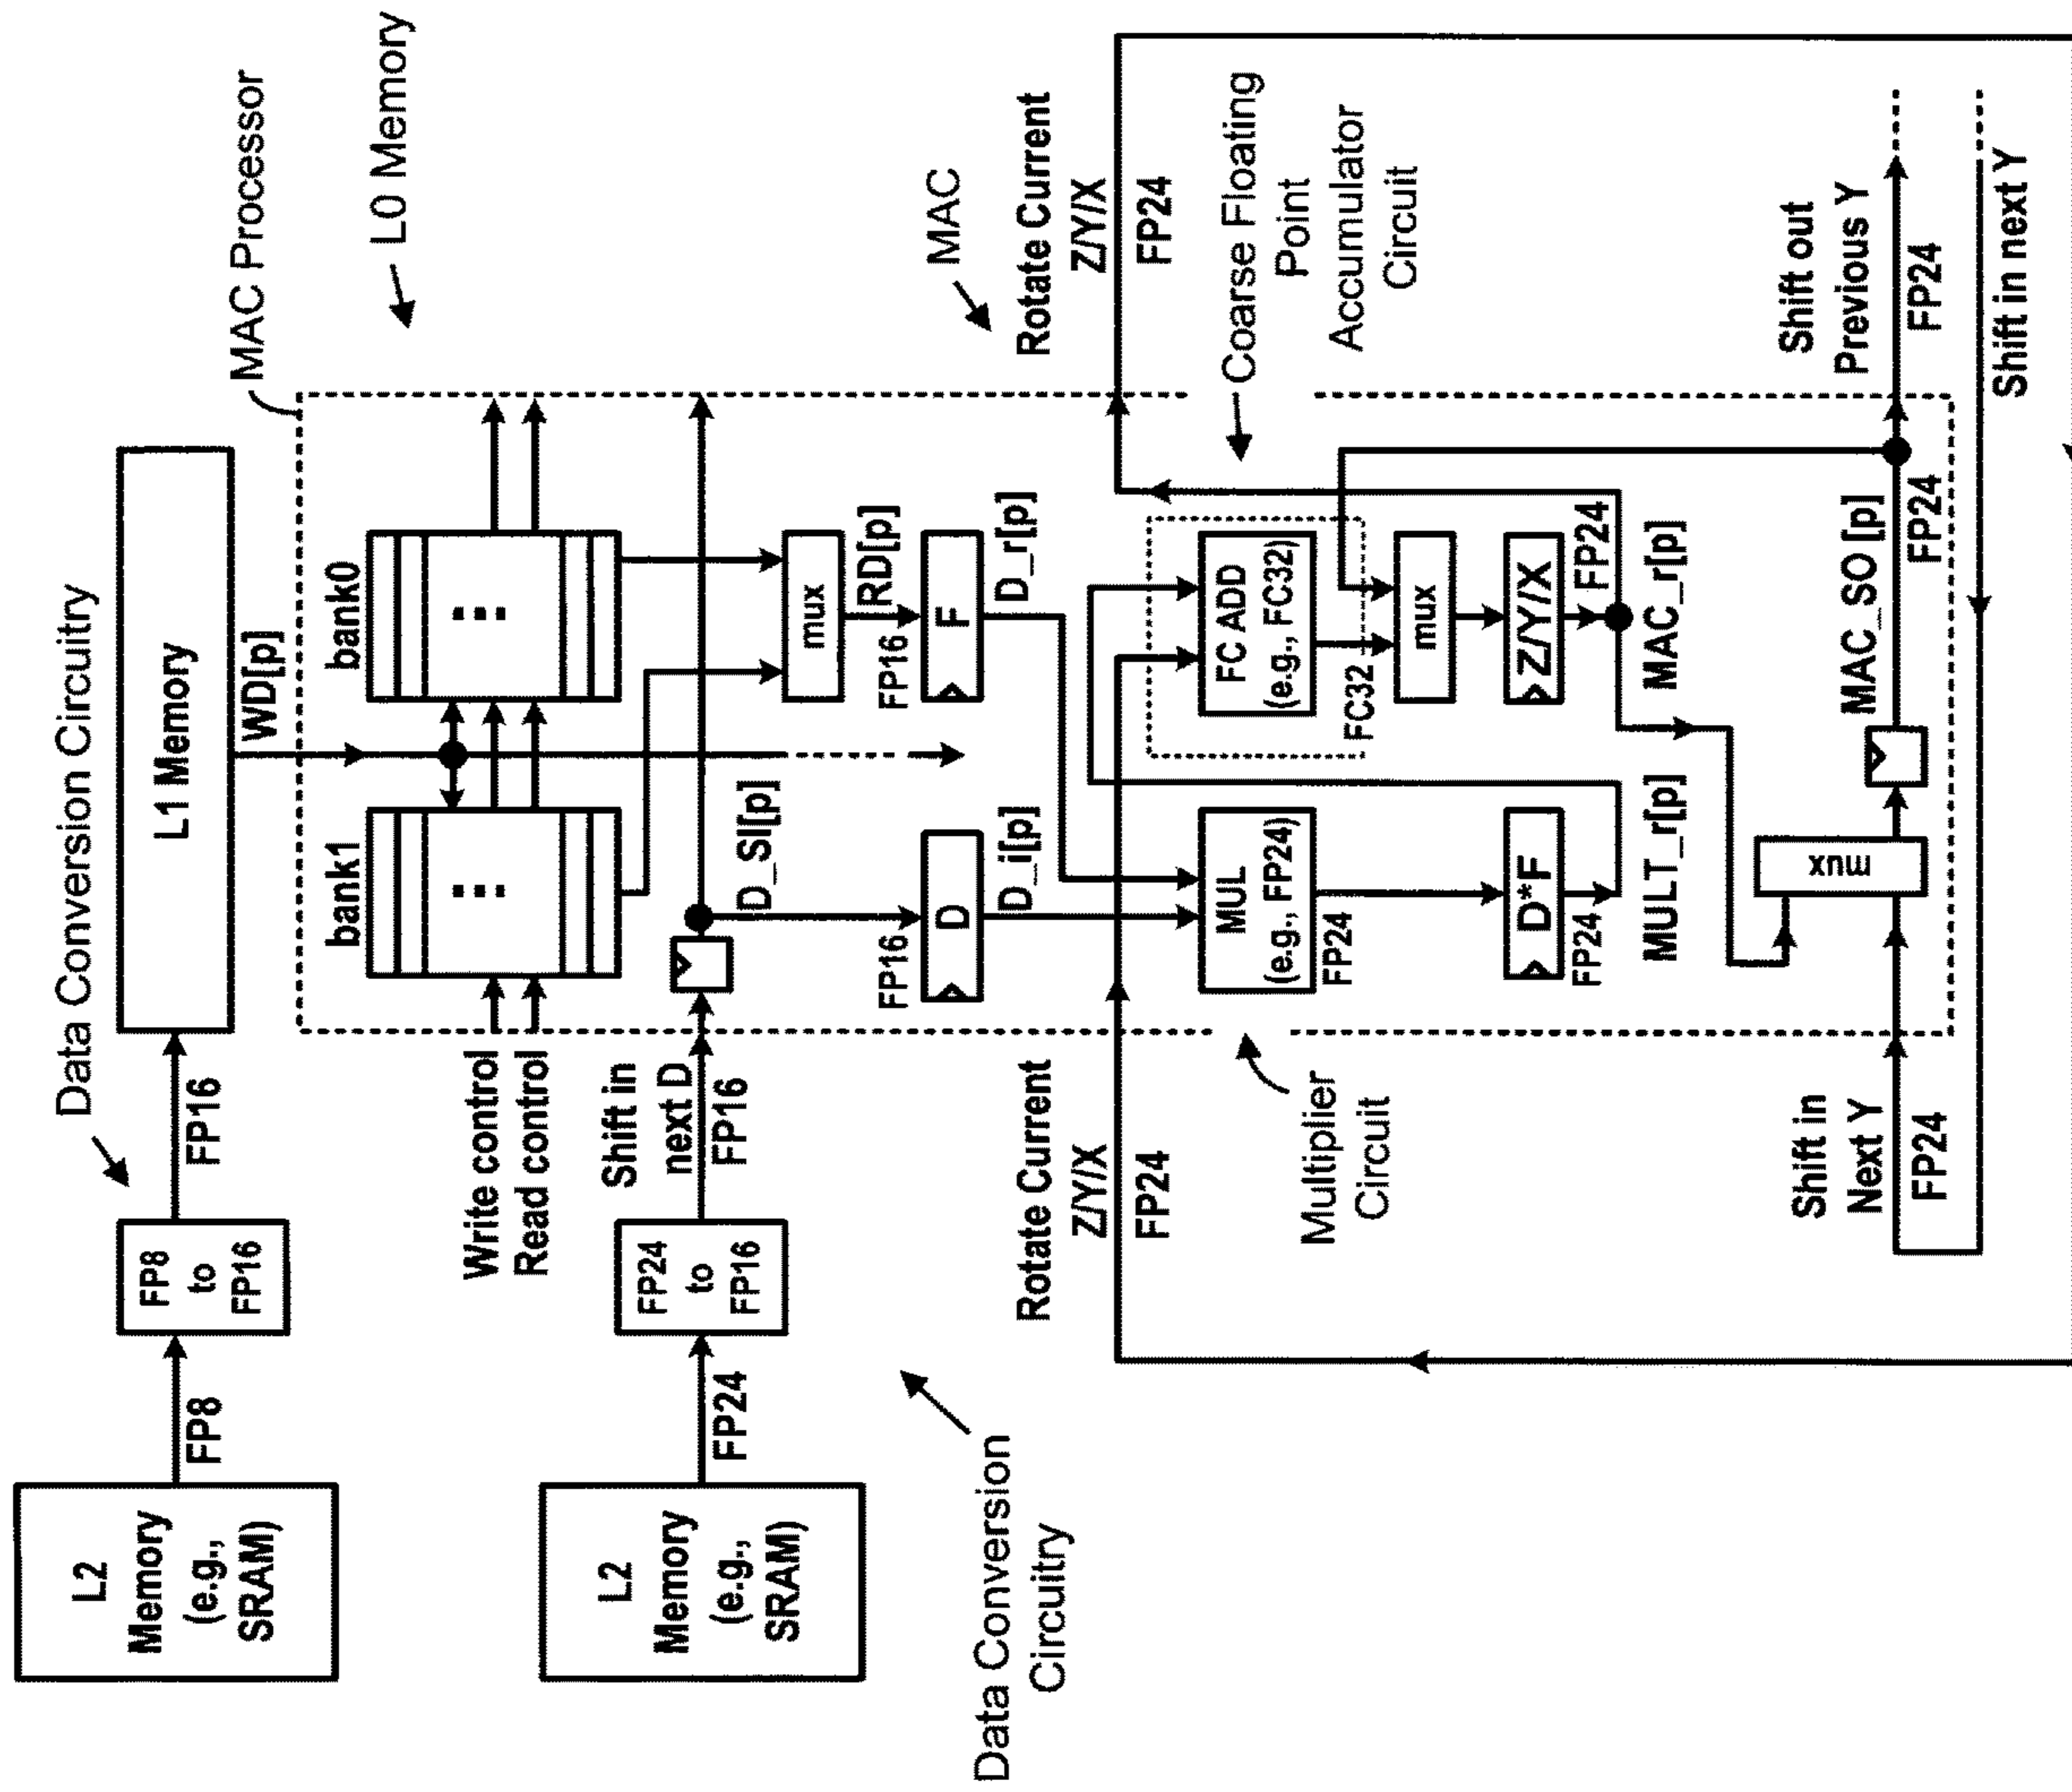 Data Conversion Circuitry
MAC Processor
L0 Memory
L2
Memory
(e.g.,
SRAM)
FP8
FP8
to
FP16
FP16
L1 Memory
WD[p]
bank1
bank0
Write control
Read control
L2
Memory
(e.g.,
SRAM)
FP24
FP24
to
FP16
Shift in
next D
FP16
D_SI[p]
mux
RD[p]
FP16
D
D_i[p]
FP16
F
D_r[p]
Data Conversion
Circuitry
MAC
Rotate Current
Z/Y/X
FP24
Rotate Current
Z/Y/X
FP24
Multiplier
Circuit
MUL
(e.g., FP24)
FP24
FC ADD
(e.g., FC32)
FC32
Coarse Floating
Point
Accumulator
Circuit
mux
D*F
FP24
MULT_r[p]
Z/Y/X
FP24
MAC_r[p]
Shift in
Next Y
FP24
mux
MAC_SO [p]
FP24
Shift out
Previous Y
FP24
Shift in next Y